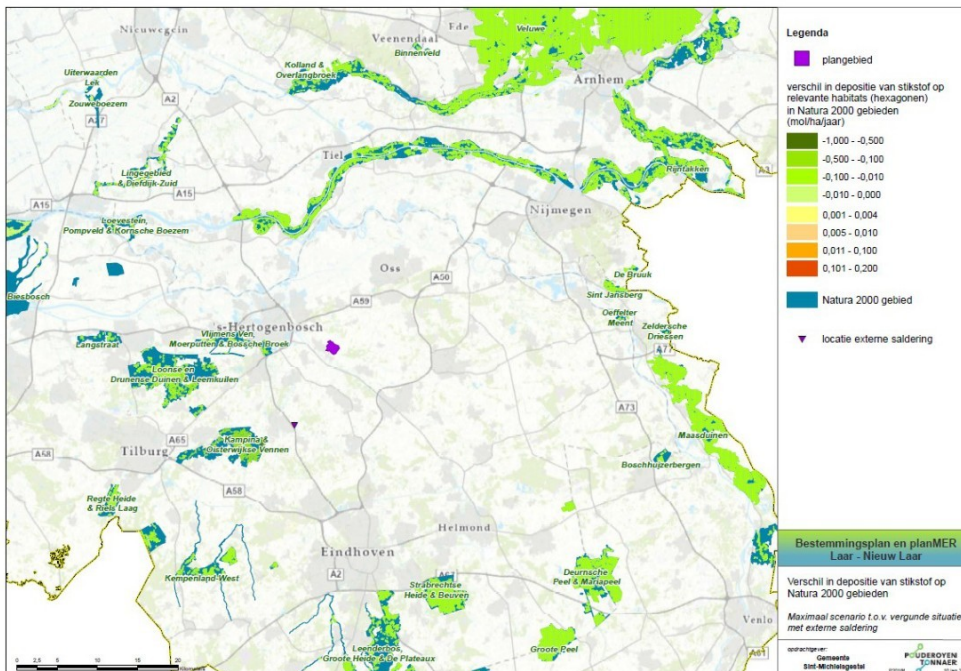 Nieuwegein
Ede
Veluwe
Veenendaal
Binnenveld
Kolland &
Overlangbroek
Arnhem
Uiterwaarden
Lek
Zouweboezem
A2
A27
Tiel
Lingegebied
& Diefdijk-Zuid
A15
A15
A3
Rijntakken
Nijmegen
Loevestein,
Pompveld & Kornsche Boezem
Oss
A50
A59
De Bruuk
Sint Jansberg
Oeffelter
Meent
Zeldersche
Driessen
A77
Biesbosch
's-Hertogenbosch
Langstraat
Vlijmens Ven,
Moerputten & Bossche Broek
Loonse en
Drunense Duinen & Leemkuilen
A73
Maasduinen
A65
Tilburg
Kampina &
Oisterwijkse Vennen
A58
A58
Boschhuizerbergen
Regte Heide
& Riels Laag
Helmond
Eindhoven
Kempenland-West
A2
A67
Strabrechtse
Heide & Beuven
Deurnsche
Peel & Mariapeel
Groote Peel
Venlo
A61
Leenderbos,
Groote Heide & De Plateaux
0 2,5 5 10 15 20
Kilometers
Legenda
plangebied
verschil in depositie van stikstof op
relevante habitats (hexagonen)
in Natura 2000 gebieden
(mol/ha/jaar)
-1,000 - -0,500
-0,500 - -0,100
-0,100 - -0,010
-0,010 - 0,000
0,001 - 0,004
0,005 - 0,010
0,011 - 0,100
0,101 - 0,200
Natura 2000 gebied
locatie externe saldering
Bestemmingsplan en planMER
Laar - Nieuw Laar
Verschil in depositie van stikstof op
Natura 2000 gebieden
Maximaal scenario t.o.v. vergunde situatie
met externe saldering
opdrachtgever:
Gemeente
Sint-Michielsgestel
POUDEROYEN
TONNAER